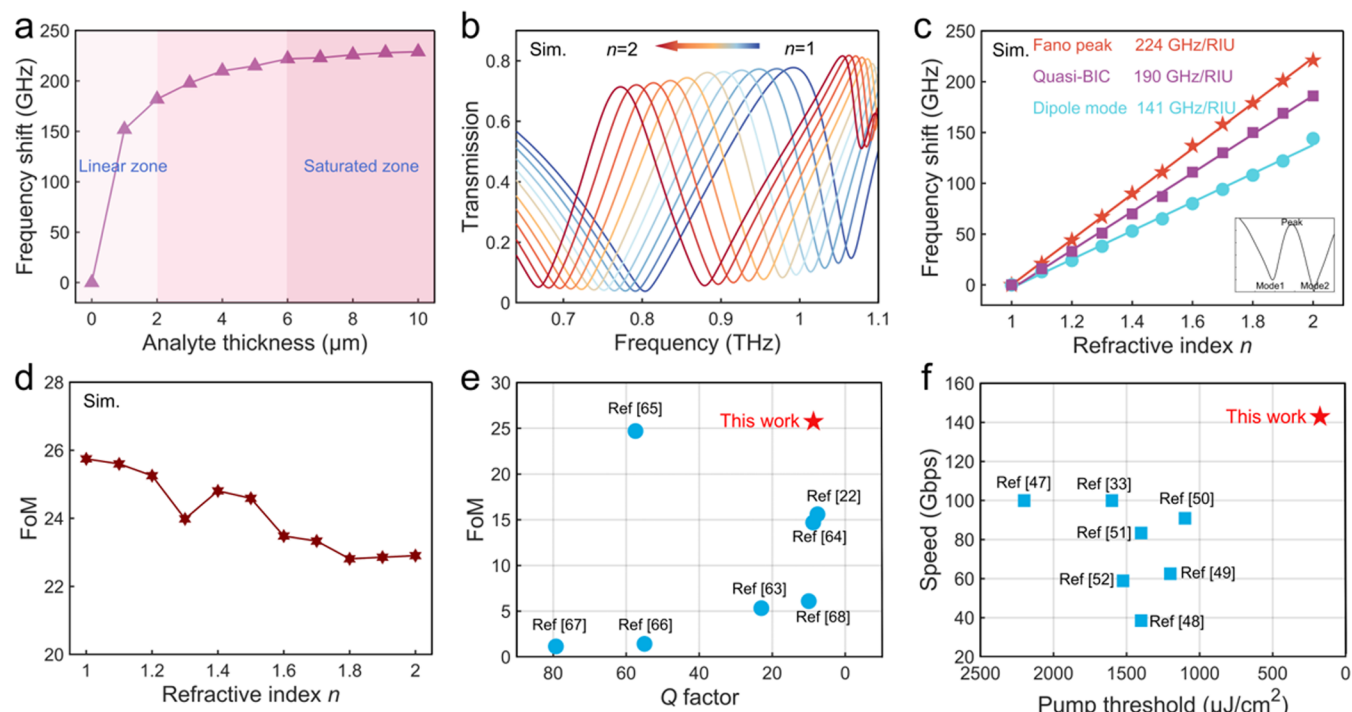 a
250
200
150
100
50
0
Frequency shift (GHz)
Linear zone
Saturated zone
0 2 4 6 8 10
Analyte thickness (μm)
b
Sim.
n=2
n=1
0.8
0.6
0.4
0.2
0
Transmission
0.7 0.8 0.9 1 1.1
Frequency (THz)
c
250
200
150
100
50
0
Frequency shift (GHz)
Sim.
Fano peak 224 GHz/RIU
Quasi-BIC 190 GHz/RIU
Dipole mode 141 GHz/RIU
Peak
Mode1 Mode2
1 1.2 1.4 1.6 1.8 2
Refractive index n
d
28
26
24
22
20
FoM
Sim.
1 1.2 1.4 1.6 1.8 2
Refractive index n
e
30
25
20
15
10
5
0
FoM
Ref [65]
This work
Ref [22]
Ref [64]
Ref [63]
Ref [68]
Ref [67]
Ref [66]
80 60 40 20 0
Q factor
f
160
140
120
100
80
60
40
20
Speed (Gbps)
This work
Ref [47]
Ref [33]
Ref [50]
Ref [51]
Ref [52]
Ref [49]
Ref [48]
2500 2000 1500 1000 500 0
Pump threshold (μJ/cm²)